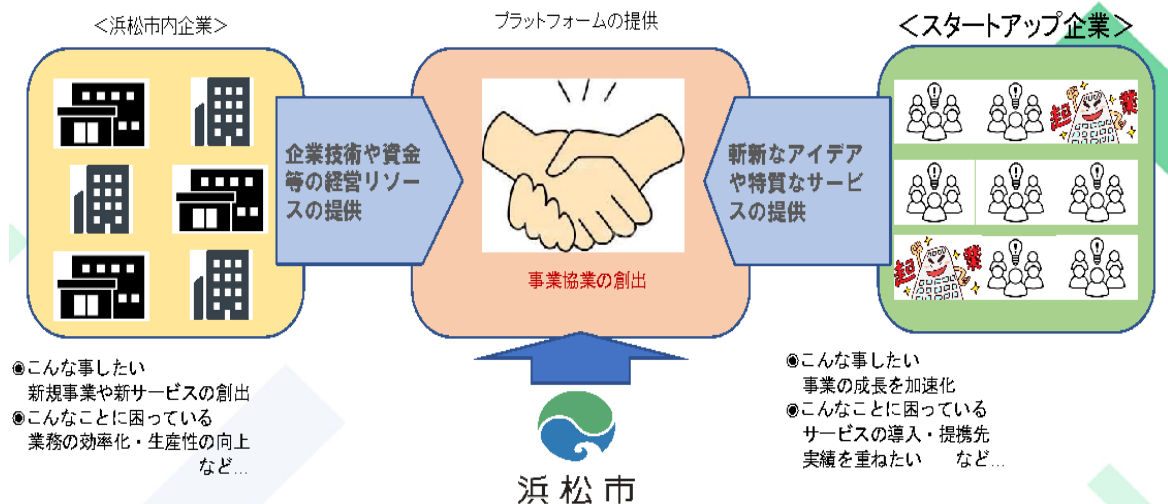 ＜浜松市内企業＞
プラットフォームの提供
＜スタートアップ企業＞
企業技術や資金
等の経営リソー
スの提供
斬新なアイデア
や特質なサービ
スの提供
起業
起業
事業協業の創出
◉こんな事したい
新規事業や新サービスの創出
◉こんなことに困っている
業務の効率化・生産性の向上
など…
◉こんな事したい
事業の成長を加速化
◉こんなことに困っている
サービスの導入・提携先
実績を重ねたい　など…
浜松市